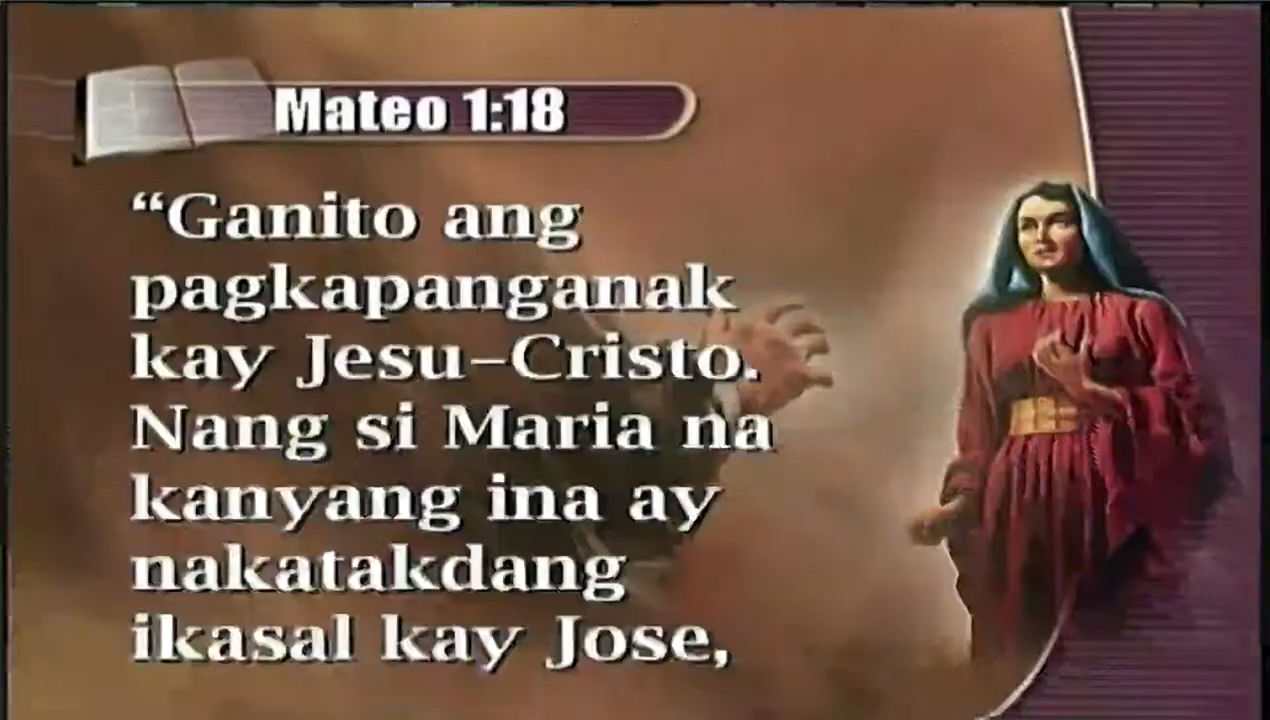 Mateo 1:18
“Ganito ang
pagkapanganak
kay Jesu–Cristo.
Nang si Maria na
kanyang ina ay
nakatakdang
ikasal kay Jose,